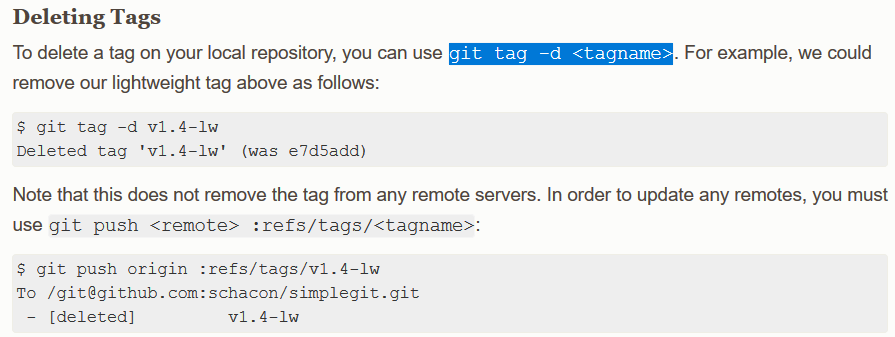 Deleting Tags
To delete a tag on your local repository, you can use git tag -d <tagname>. For example, we could
remove our lightweight tag above as follows:
$ git tag -d v1.4-lw
Deleted tag 'v1.4-lw' (was e7d5add)
Note that this does not remove the tag from any remote servers. In order to update any remotes, you must
use git push <remote> :refs/tags/<tagname>:
$ git push origin :refs/tags/v1.4-lw
To /git@github.com:schacon/simplegit.git
 - [deleted]         v1.4-lw